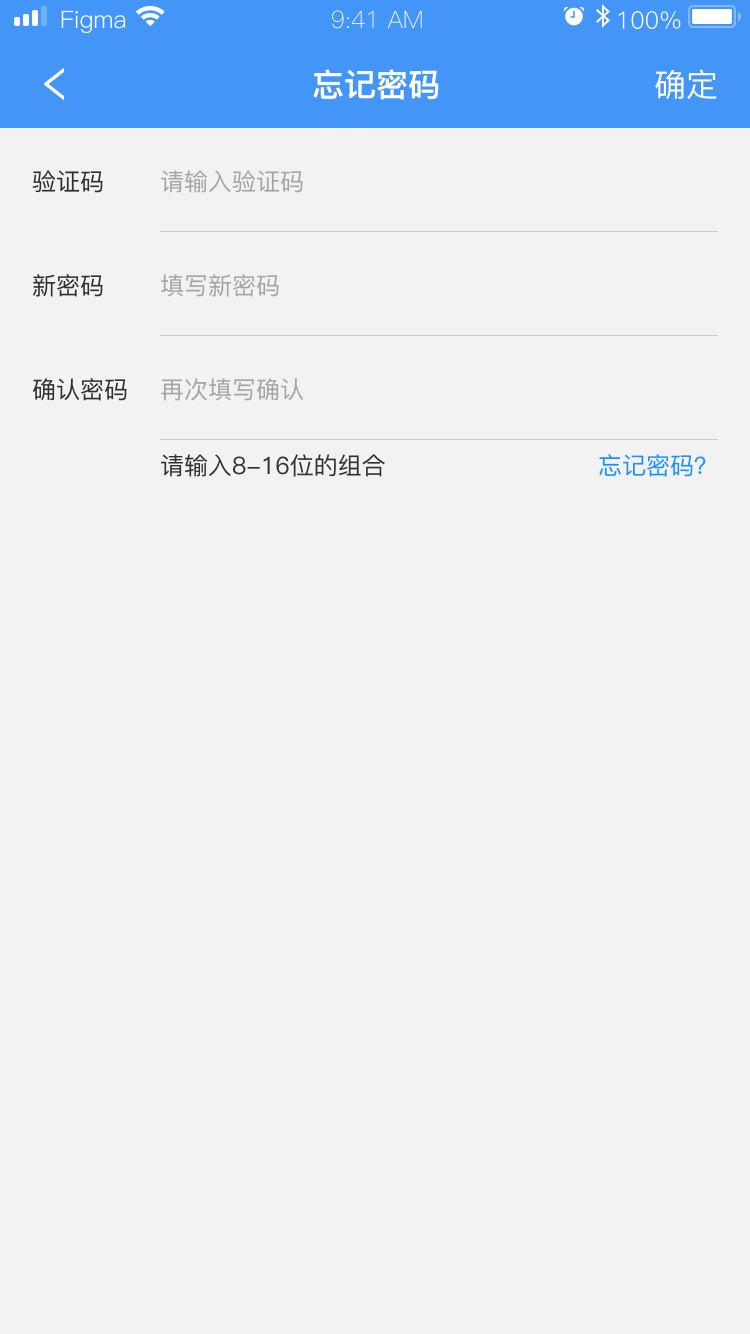 Figma 9:41 AM 100%
忘记密码 确定
验证码 请输入验证码
新密码 填写新密码
确认密码 再次填写确认
请输入8–16位的组合 忘记密码?